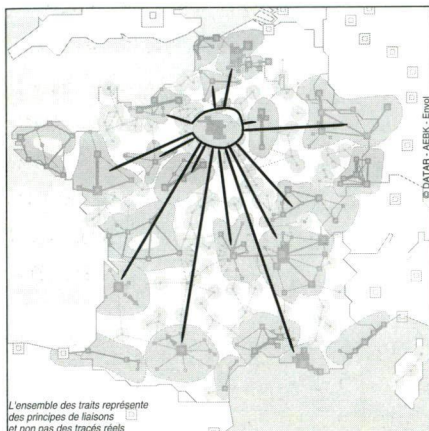 © DATAR - AEBK - Envol
L'ensemble des traits représente
des principes de liaisons
et non pas des tracés réels